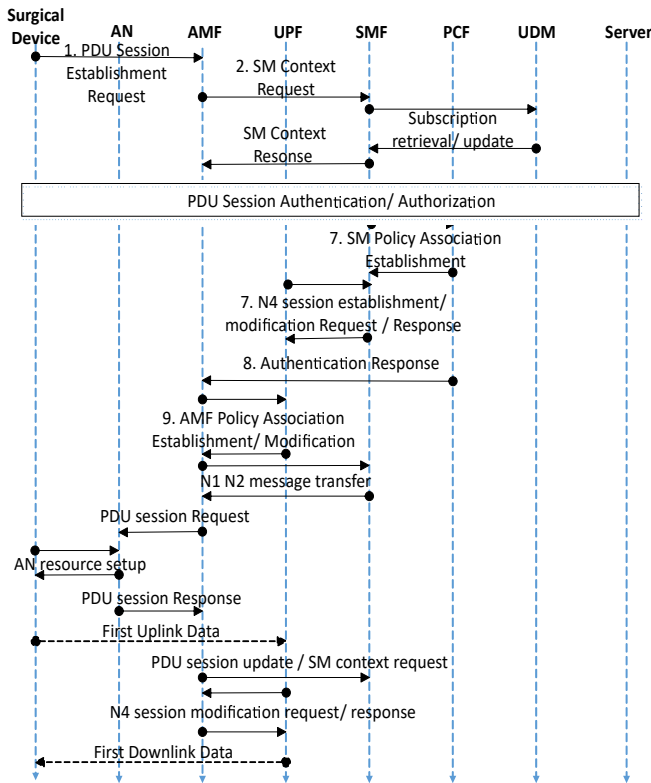 Surgical
Device
AN
AMF
UPF
SMF
PCF
UDM
Server
1. PDU Session
Establishment
Request
2. SM Context
Request
Subscription
retrieval/ update
SM Context
Resonse
PDU Session Authentication/ Authorization
7. SM Policy Association
Establishment
7. N4 session establishment/
modification Request / Response
8. Authentication Response
9. AMF Policy Association
Establishment/ Modification
N1 N2 message transfer
PDU session Request
AN resource setup
PDU session Response
First Uplink Data
PDU session update / SM context request
N4 session modification request/ response
First Downlink Data